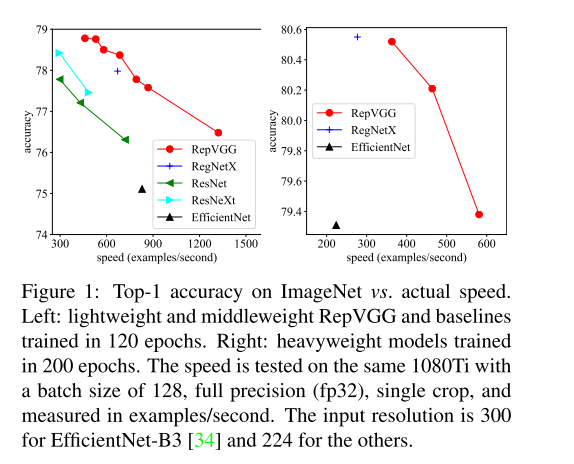 79
78
77
76
75
74
accuracy
300 600 900 1200 1500
speed (examples/second)
RepVGG
RegNetX
ResNet
ResNeXt
EfficientNet
80.6
80.4
80.2
80.0
79.8
79.6
79.4
accuracy
200 300 400 500 600
speed (examples/second)
RepVGG
RegNetX
EfficientNet
Figure 1: Top-1 accuracy on ImageNet vs. actual speed.
Left: lightweight and middleweight RepVGG and baselines
trained in 120 epochs. Right: heavyweight models trained
in 200 epochs. The speed is tested on the same 1080Ti with
a batch size of 128, full precision (fp32), single crop, and
measured in examples/second. The input resolution is 300
for EfficientNet-B3 [34] and 224 for the others.